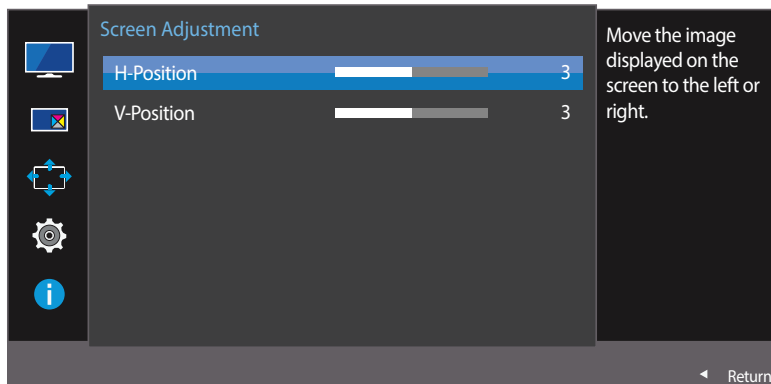 Screen Adjustment
H-Position 3
V-Position 3
Move the image
displayed on the
screen to the left or
right.
i
Return